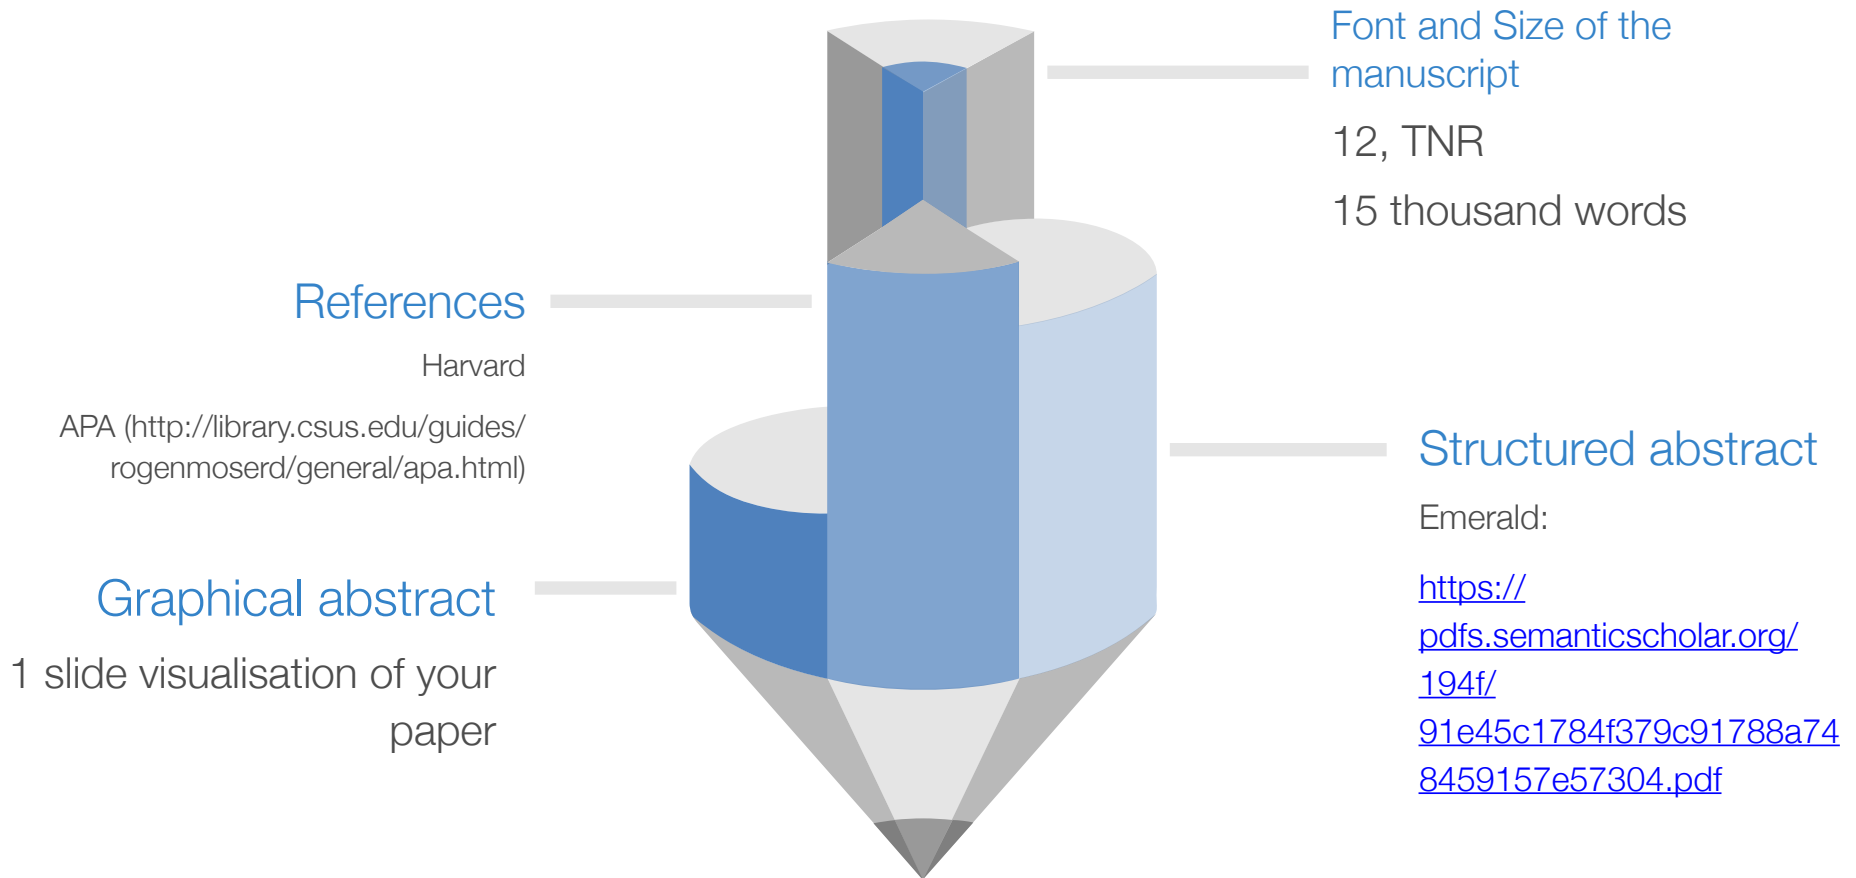 Font and Size of the
manuscript
12, TNR
15 thousand words
References
Harvard
APA (http://library.csus.edu/guides/
rogenmoserd/general/apa.html)
Structured abstract
Emerald:
https://
pdfs.semanticscholar.org/
194f/
91e45c1784f379c91788a74
8459157e57304.pdf
Graphical abstract
1 slide visualisation of your
paper